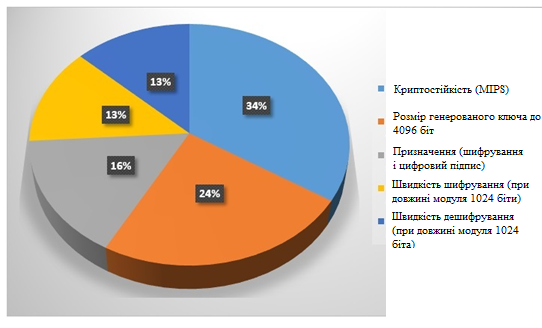 34%
24%
16%
13%
13%
Криптостійкість (MIPS)
Розмір генерованого ключа до
4096 біт
Призначення (шифрування
і цифровий підпис)
Швидкість шифрування (при
довжині модуля 1024 біти)
Швидкість дешифрування
(при довжині модуля 1024
біта)